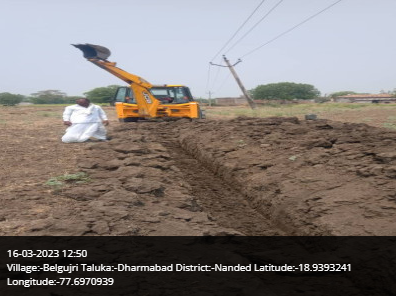 16-03-2023 12:50
Village:-Belgujri Taluka:-Dharmabad District:-Nanded Latitude:-18.9393241
Longitude:-77.6970939